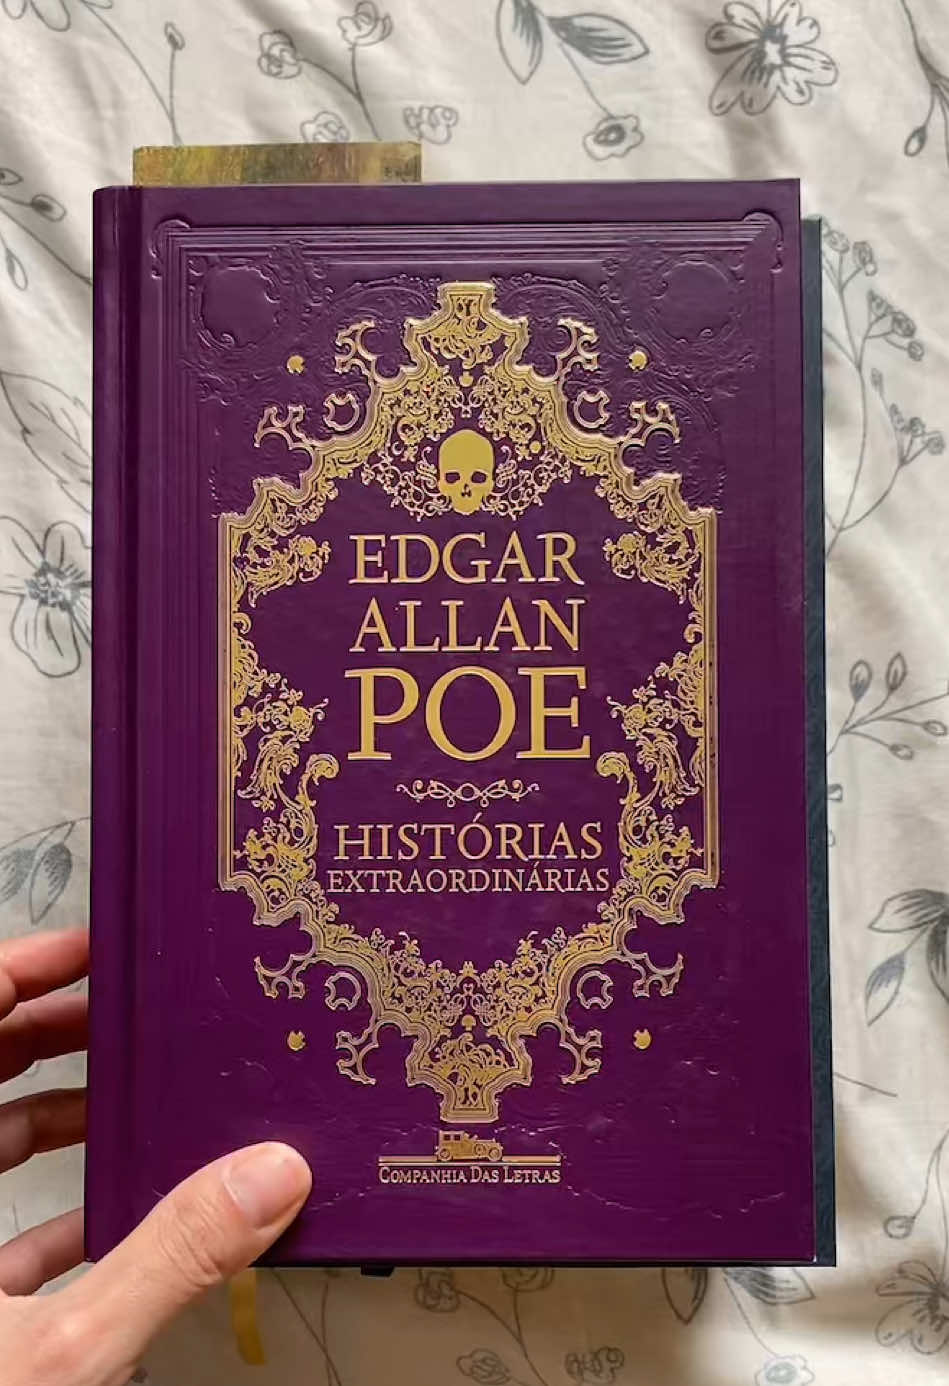 EDGAR
ALLAN
POE
HISTÓRIAS
EXTRAORDINÁRIAS
COMPANHIA DAS LETRAS